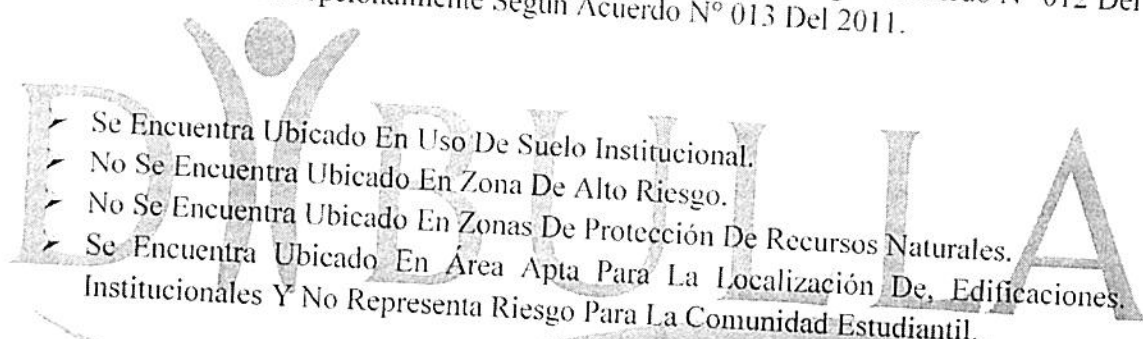 Según Acuerdo N° 013 Del 2011.
➤ Se Encuentra Ubicado En Uso De Suelo Institucional.
➤ No Se Encuentra Ubicado En Zona De Alto Riesgo.
➤ No Se Encuentra Ubicado En Zonas De Protección De Recursos Naturales.
➤ Se Encuentra Ubicado En Área Apta Para La Localización De, Edificaciones.
Institucionales Y No Representa Riesgo Para La Comunidad Estudiantil.
DIBULLA